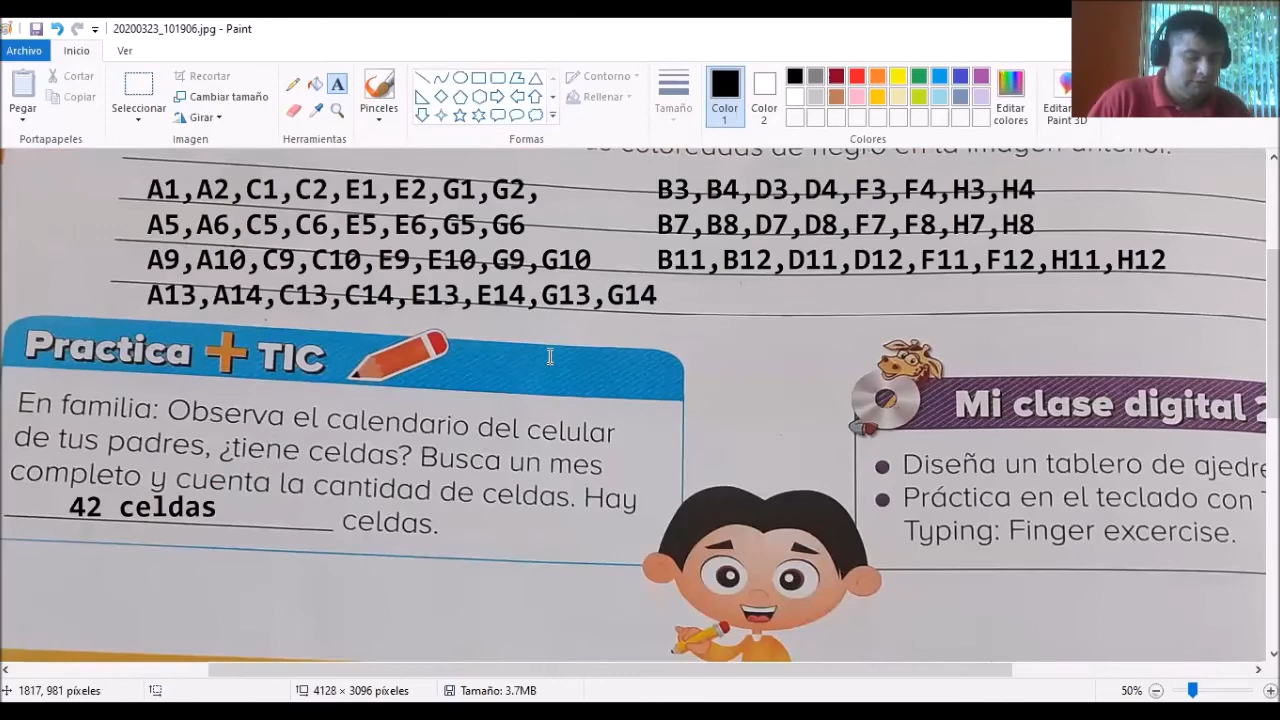 20200323_101906.jpg - Paint
Archivo
Inicio
Ver
Pegar
Cortar
Copiar
Portapapeles
Seleccionar
Recortar
Cambiar tamaño
Girar
Imagen
Herramientas
Pinceles
Contorno
Rellenar
Formas
Tamaño
Color 1
Color 2
Editar colores
Colores
Paint 3D
A1,A2,C1,C2,E1,E2,G1,G2,
A5,A6,C5,C6,E5,E6,G5,G6
A9,A10,C9,C10,E9,E10,G9,G10
A13,A14,C13,C14,E13,E14,G13,G14
B3,B4,D3,D4,F3,F4,H3,H4
B7,B8,D7,D8,F7,F8,H7,H8
B11,B12,D11,D12,F11,F12,H11,H12
Practica + TIC
En familia: Observa el calendario del celular
de tus padres, ¿tiene celdas? Busca un mes
completo y cuenta la cantidad de celdas. Hay
42 celdas celdas.
Mi clase digital
Diseña un tablero de
Práctica en el teclado con
Typing: Finger excercise.
1817, 981 píxeles
4128 × 3096 píxeles
Tamaño: 3.7MB
50%